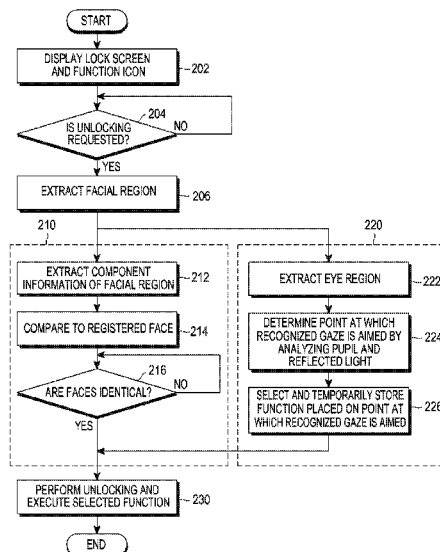 START
DISPLAY LOCK SCREEN
AND FUNCTION ICON
202
204
IS UNLOCKING
REQUESTED?
NO
YES
EXTRACT FACIAL REGION
206
210
EXTRACT COMPONENT
INFORMATION OF FACIAL REGION
212
COMPARE TO REGISTERED FACE
214
216
ARE FACES IDENTICAL?
NO
YES
220
EXTRACT EYE REGION
222
DETERMINE POINT AT WHICH
RECOGNIZED GAZE IS AIMED BY
ANALYZING PUPIL AND
REFLECTED LIGHT
224
SELECT AND TEMPORARILY STORE
FUNCTION PLACED ON POINT AT
WHICH RECOGNIZED GAZE IS AIMED
226
PERFORM UNLOCKING AND
EXECUTE SELECTED FUNCTION
230
END